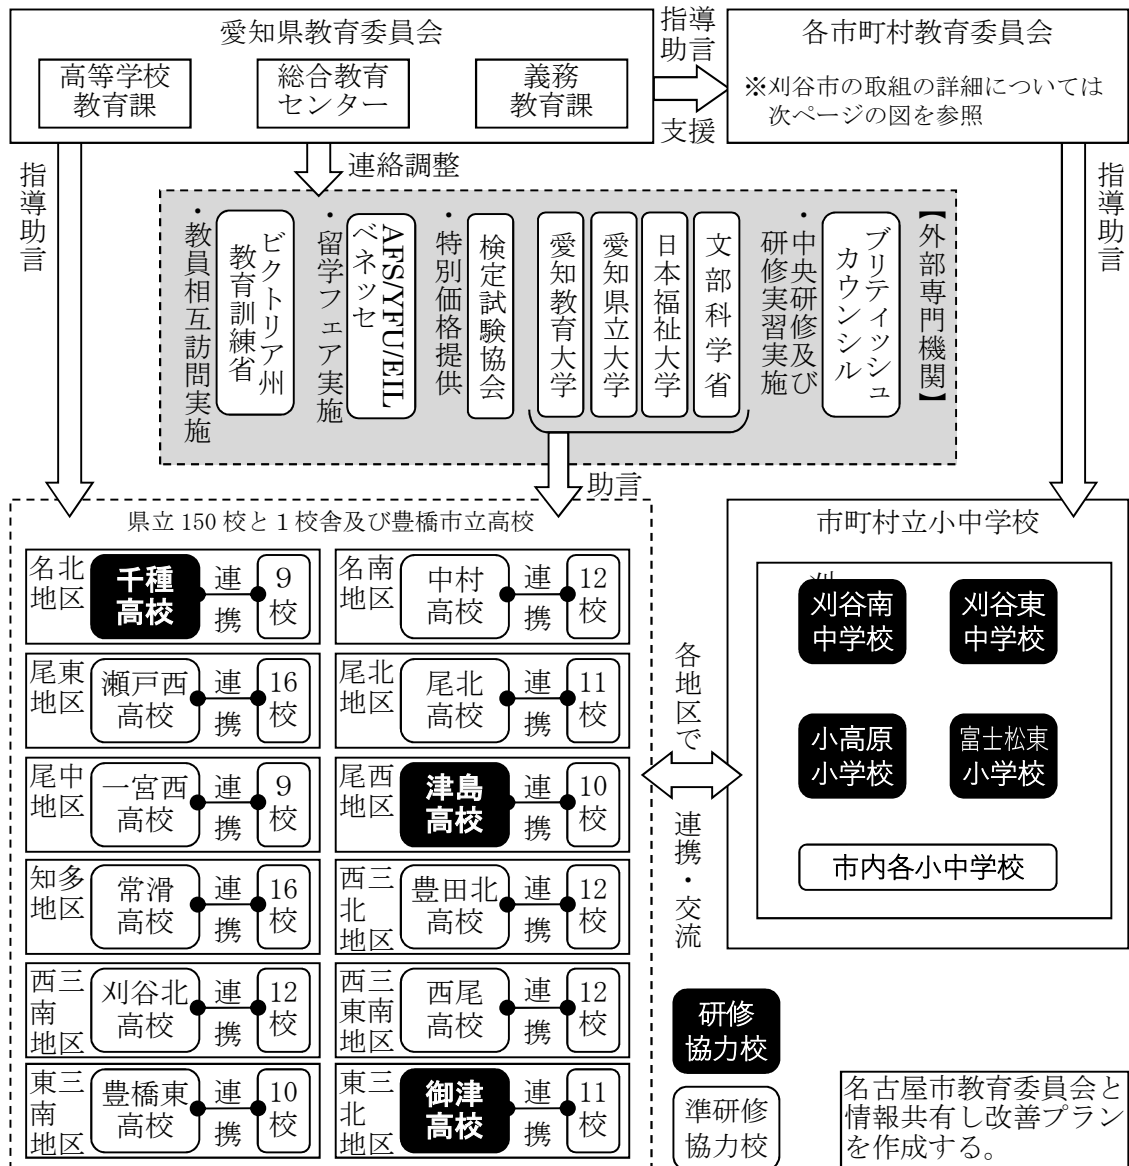 愛知県教育委員会
高等学校
教育課
総合教育
センター
義務
教育課
指導
助言
支援
各市町村教育委員会
※刈谷市の取組の詳細については
次ページの図を参照
指導助言
連絡調整
指導助言
【外部専門機関】
ブリティッシュ
カウンシル
・中央研修及び
研修実習実施
文部科学省
日本福祉大学
愛知県立大学
愛知教育大学
検定試験協会
・特別価格提供
AFS/YFU/EIL
ベネッセ
・留学フェア実施
ビクトリア州
教育訓練省
・教員相互訪問実施
助言
県立150校と1校舎及び豊橋市立高校
名北
地区
千種
高校
連携
9
校
名南
地区
中村
高校
連携
12
校
尾東
地区
瀬戸西
高校
連携
16
校
尾北
地区
尾北
高校
連携
11
校
尾中
地区
一宮西
高校
連携
9
校
尾西
地区
津島
高校
連携
10
校
知多
地区
常滑
高校
連携
16
校
西三
北
地区
豊田北
高校
連携
12
校
西三
南
地区
刈谷北
高校
連携
12
校
西三
東南
地区
西尾
高校
連携
12
校
東三
南
地区
豊橋東
高校
連携
10
校
東三
北
地区
御津
高校
連携
11
校
各地区で
連携・交流
市町村立小中学校
刈谷南
中学校
刈谷東
中学校
小高原
小学校
富士松東
小学校
市内各小中学校
研修
協力校
準研修
協力校
名古屋市教育委員会と
情報共有し改善プラン
を作成する。